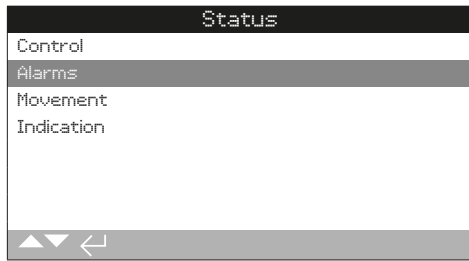 Status
Control
Alarms
Movement
Indication